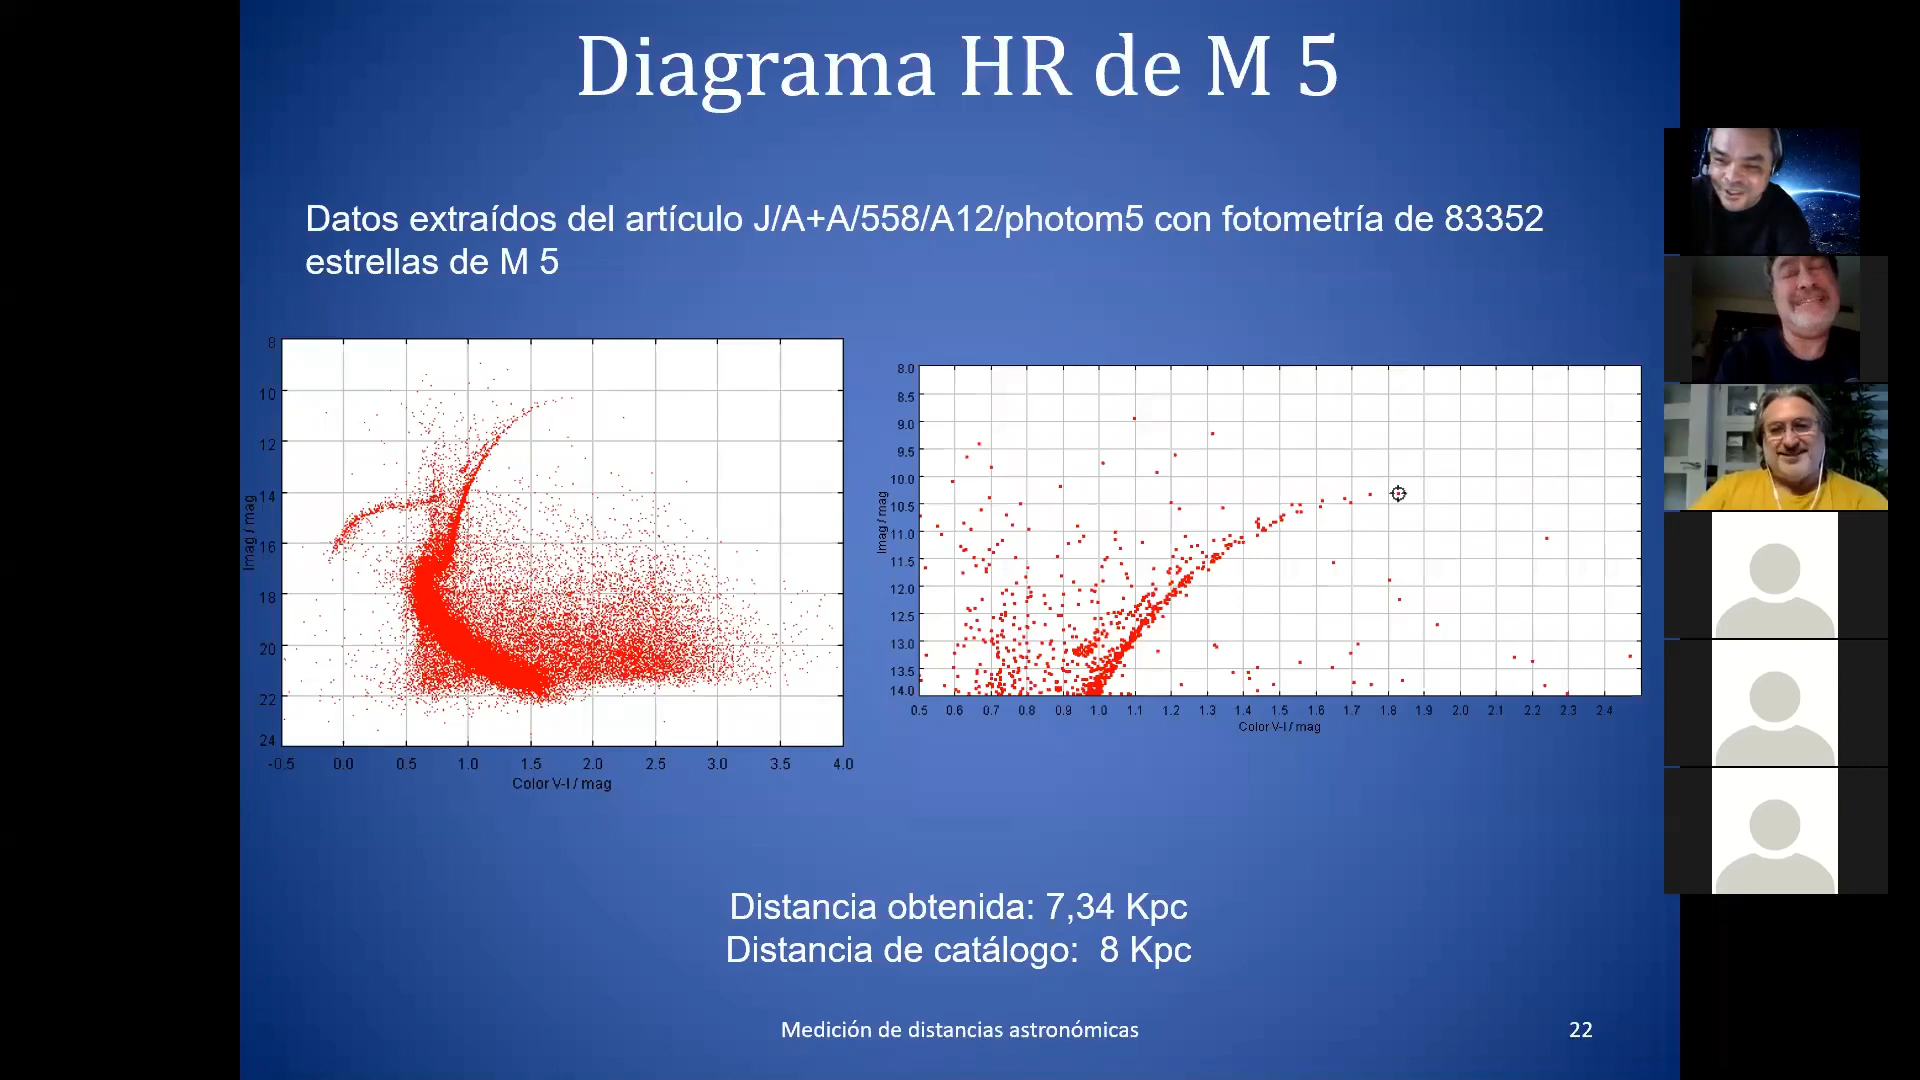 Diagrama HR de M 5
Datos extraídos del artículo J/A+A/558/A12/photom5 con fotometría de 83352
estrellas de M 5
8
10
12
14
16
18
20
22
24
Imag / mag
-0.5 0.0 0.5 1.0 1.5 2.0 2.5 3.0 3.5 4.0
Color V-I / mag
8.0
8.5
9.0
9.5
10.0
10.5
11.0
11.5
12.0
12.5
13.0
13.5
14.0
Imag / mag
0.5 0.6 0.7 0.8 0.9 1.0 1.1 1.2 1.3 1.4 1.5 1.6 1.7 1.8 1.9 2.0 2.1 2.2 2.3 2.4
Color V-I / mag
Distancia obtenida: 7,34 Kpc
Distancia de catálogo: 8 Kpc
Medición de distancias astronómicas
22